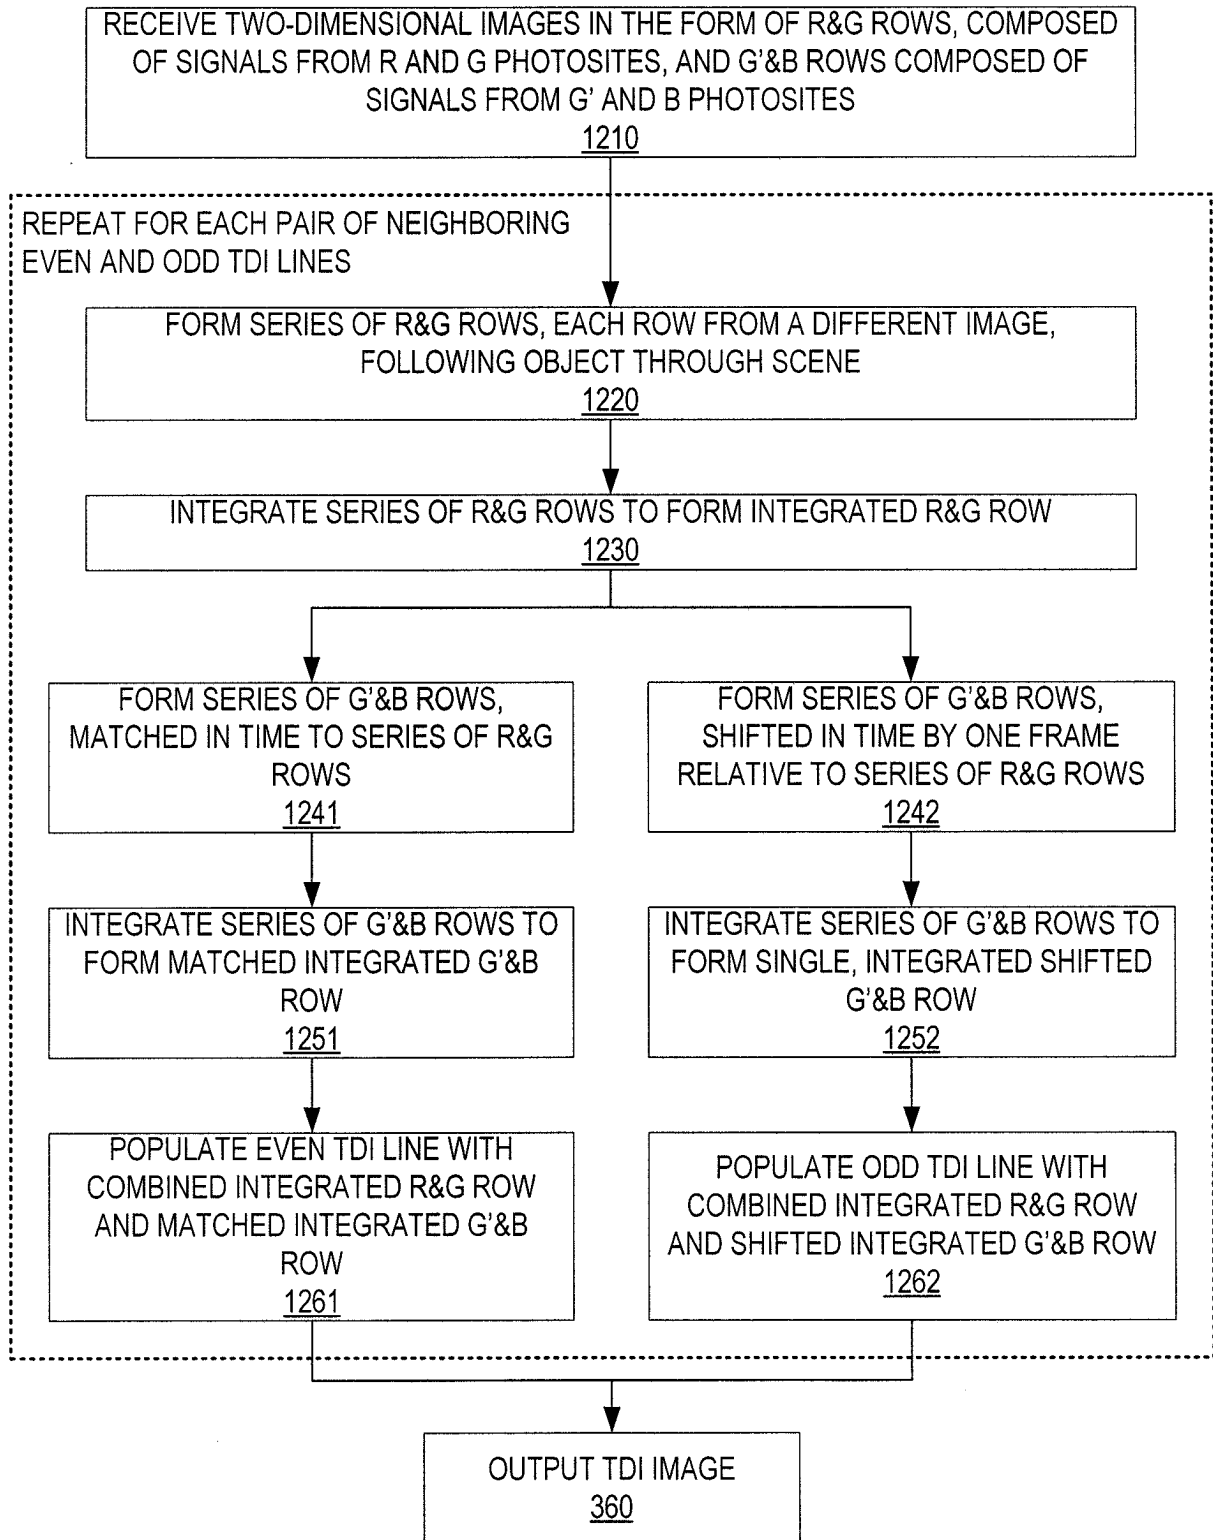 RECEIVE TWO-DIMENSIONAL IMAGES IN THE FORM OF R&G ROWS, COMPOSED
OF SIGNALS FROM R AND G PHOTOSITES, AND G'&B ROWS COMPOSED OF
SIGNALS FROM G' AND B PHOTOSITES
1210
REPEAT FOR EACH PAIR OF NEIGHBORING
EVEN AND ODD TDI LINES
FORM SERIES OF R&G ROWS, EACH ROW FROM A DIFFERENT IMAGE,
FOLLOWING OBJECT THROUGH SCENE
1220
INTEGRATE SERIES OF R&G ROWS TO FORM INTEGRATED R&G ROW
1230
FORM SERIES OF G'&B ROWS,
MATCHED IN TIME TO SERIES OF R&G
ROWS
1241
FORM SERIES OF G'&B ROWS,
SHIFTED IN TIME BY ONE FRAME
RELATIVE TO SERIES OF R&G ROWS
1242
INTEGRATE SERIES OF G'&B ROWS TO
FORM MATCHED INTEGRATED G'&B
ROW
1251
INTEGRATE SERIES OF G'&B ROWS TO
FORM SINGLE, INTEGRATED SHIFTED
G'&B ROW
1252
POPULATE EVEN TDI LINE WITH
COMBINED INTEGRATED R&G ROW
AND MATCHED INTEGRATED G'&B
ROW
1261
POPULATE ODD TDI LINE WITH
COMBINED INTEGRATED R&G ROW
AND SHIFTED INTEGRATED G'&B ROW
1262
OUTPUT TDI IMAGE
360